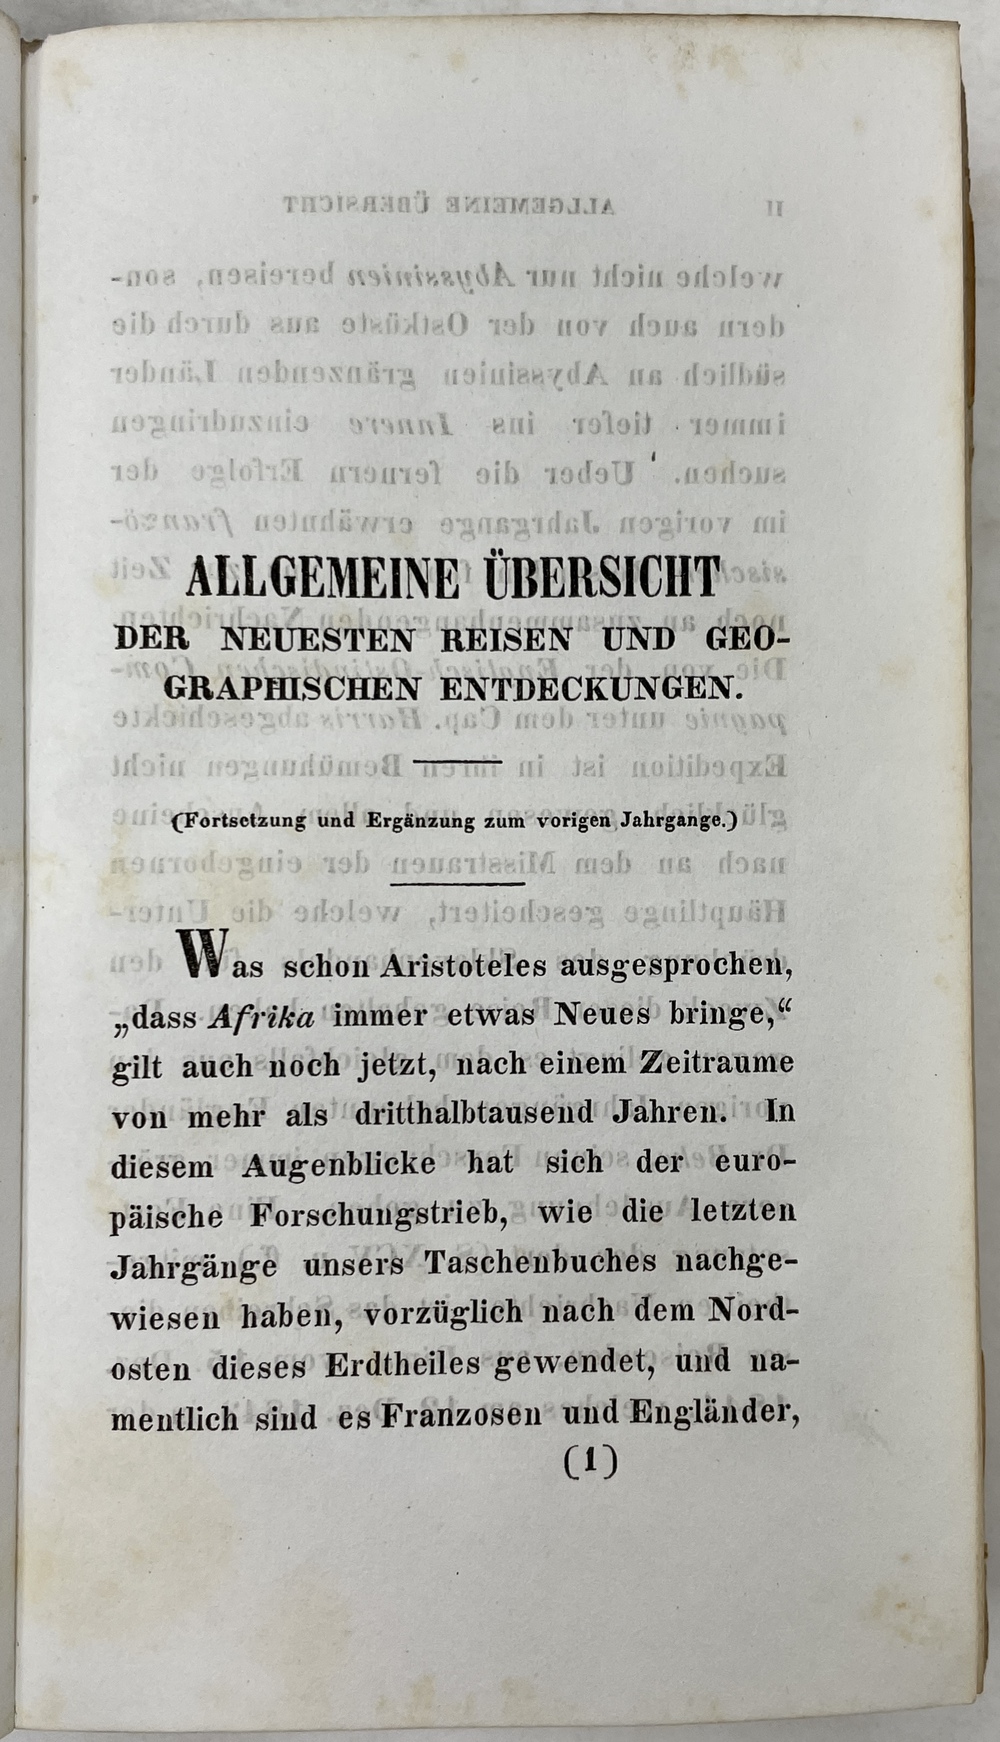 ALLGEMEINE ÜBERSICHT
DER NEUESTEN REISEN UND GEO-
GRAPHISCHEN ENTDECKUNGEN.
(Fortsetzung und Ergänzung zum vorigen Jahrgange.)
Was schon Aristoteles ausgesprochen,
„dass Afrika immer etwas Neues bringe,“
gilt auch noch jetzt, nach einem Zeitraume
von mehr als dritthalbtausend Jahren. In
diesem Augenblicke hat sich der euro-
päische Forschungstrieb, wie die letzten
Jahrgänge unsers Taschenbuches nachge-
wiesen haben, vorzüglich nach dem Nord-
osten dieses Erdtheiles gewendet, und na-
mentlich sind es Franzosen und Engländer,
(1)